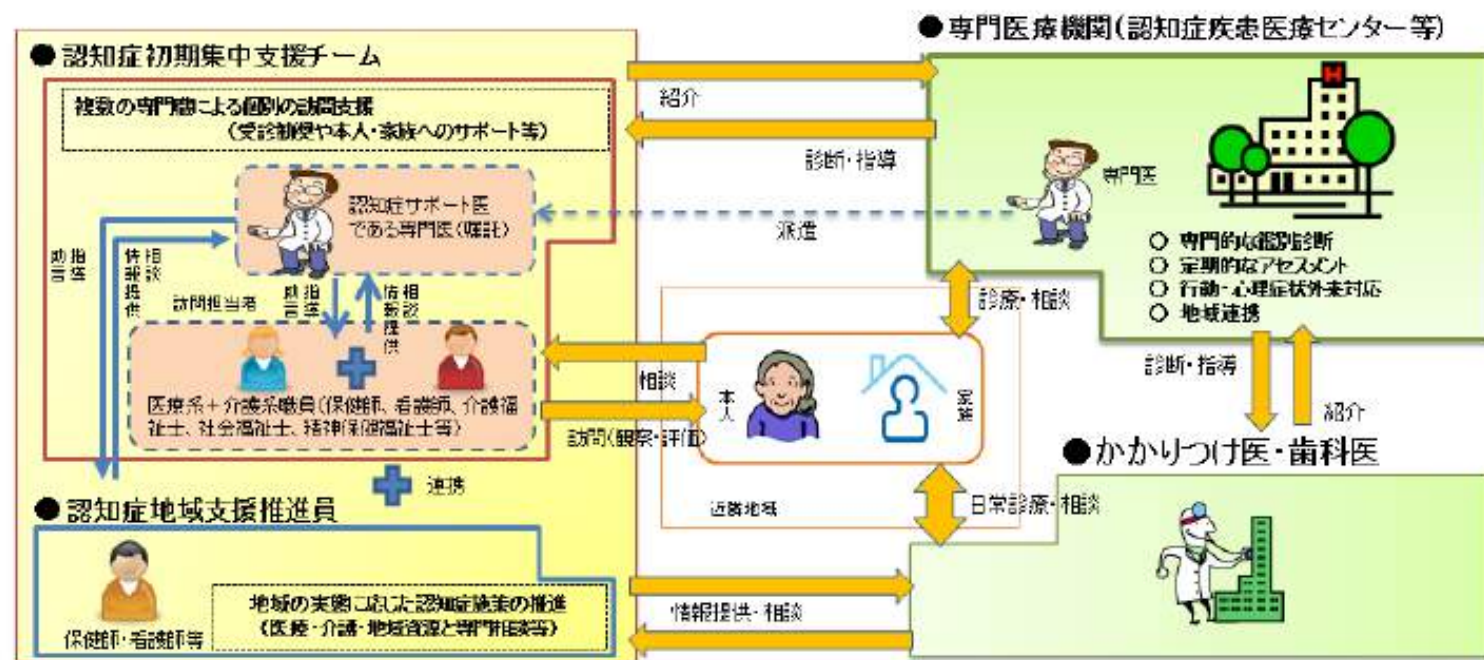 ●認知症初期集中支援チーム
複数の専門職による個別の訪問支援
（受診勧奨や本人・家族へのサポート等）
認知症サポート医
である専門医（嘱託）
指導
助言
相談
情報提供
訪問担当者
指導
助言
相談
情報提供
医療系＋介護系職員（保健師、看護師、介護福
祉士、社会福祉士、精神保健福祉士等）
連携
●認知症地域支援推進員
保健師・看護師等
地域の実態に応じた認知症施策の推進
（医療・介護・地域資源と専門相談等）
紹介
診断・指導
派遣
相談
訪問（観察・評価）
本人
家族
近隣地域
診療・相談
日常診療・相談
情報提供・相談
●専門医療機関（認知症疾患医療センター等）
専門医
H
○ 専門的な鑑別診断
○ 定期的なアセスメント
○ 行動・心理症状外来対応
○ 地域連携
診断・指導
紹介
●かかりつけ医・歯科医